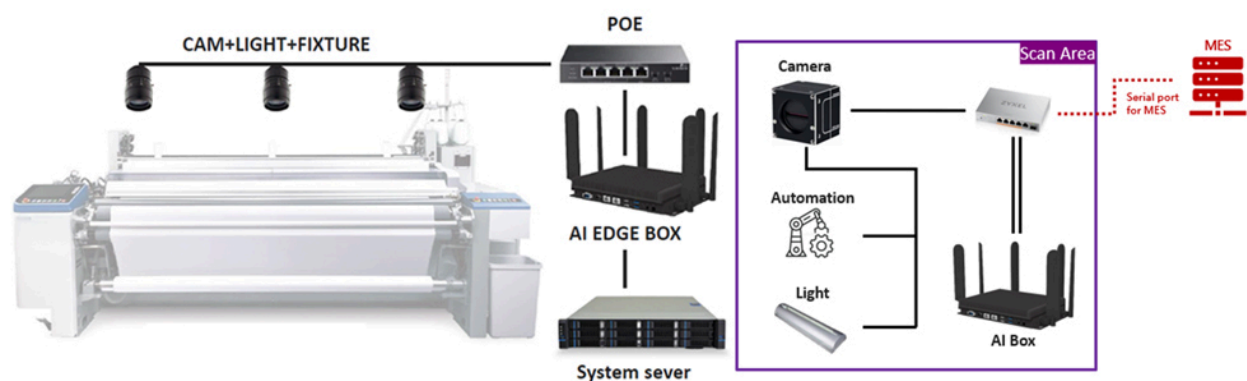 CAM+LIGHT+FIXTURE
POE
AI EDGE BOX
System sever
Scan Area
Camera
ZYXEL
Automation
Light
AI Box
MES
Serial port
for MES